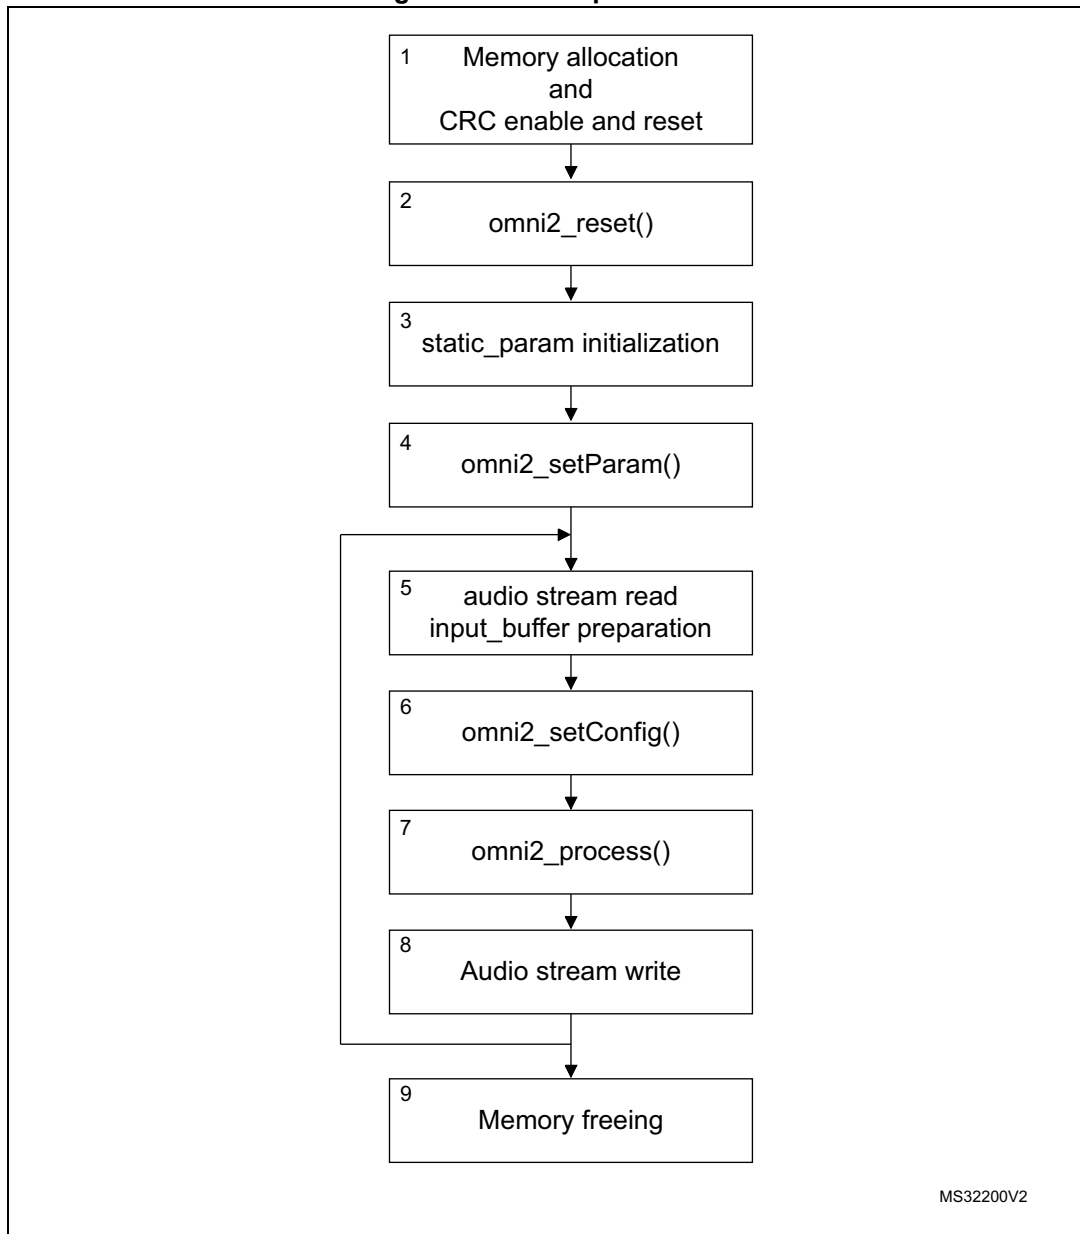 1
Memory allocation
and
CRC enable and reset
2
omni2_reset()
3
static_param initialization
4
omni2_setParam()
5
audio stream read
input_buffer preparation
6
omni2_setConfig()
7
omni2_process()
8
Audio stream write
9
Memory freeing
MS32200V2